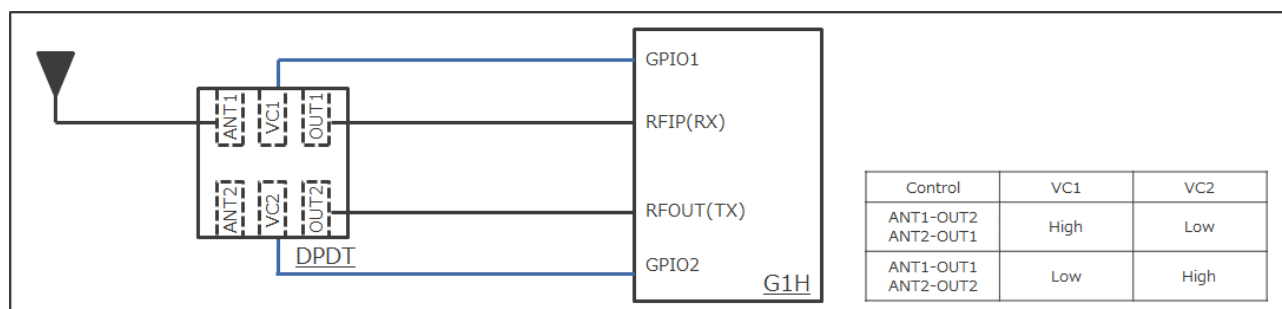 GPIO1
ANT1
VC1
OUT1
RFIP(RX)
ANT2
VC2
OUT2
RFOUT(TX)
DPDT
GPIO2
G1H
Control VC1 VC2
ANT1-OUT2
ANT2-OUT1
High Low
ANT1-OUT1
ANT2-OUT2
Low High